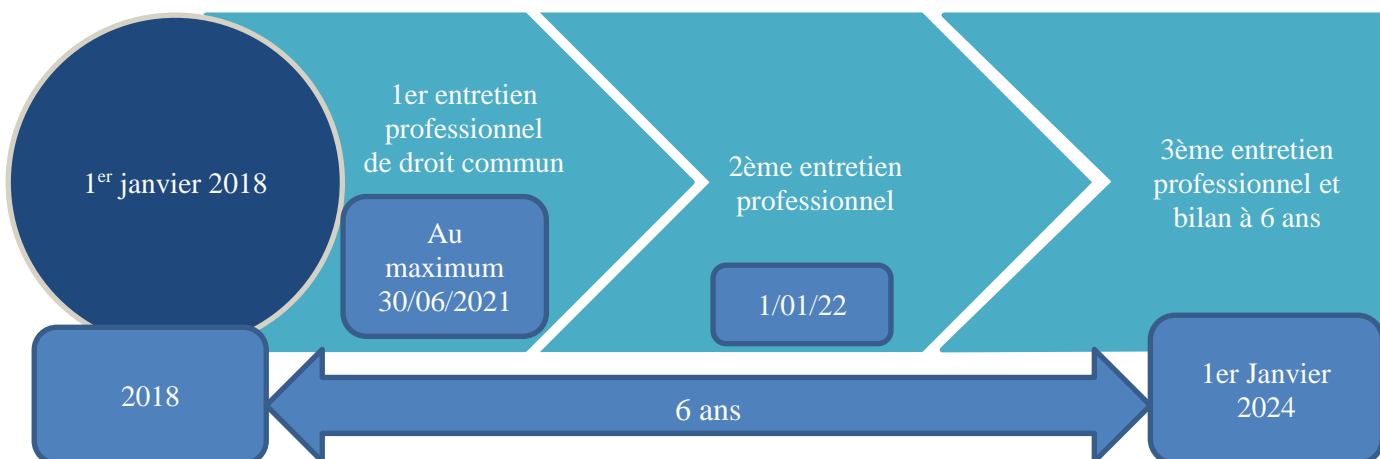 1er janvier 2018
1er entretien
professionnel
de droit commun
Au
maximum
30/06/2021
2ème entretien
professionnel
1/01/22
3ème entretien
professionnel et
bilan à 6 ans
2018
6 ans
1er Janvier
2024